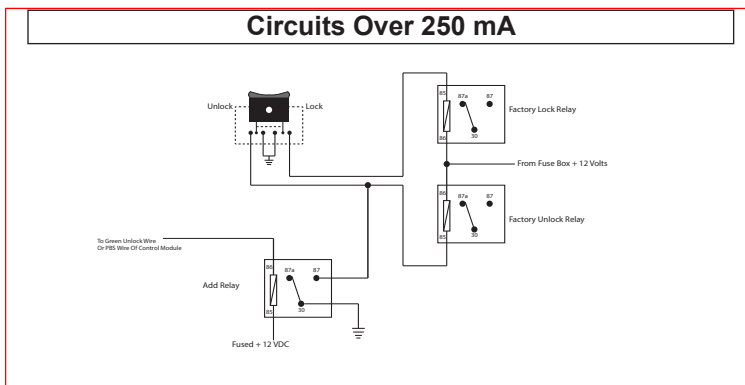 Circuits Over 250 mA
Unlock
Lock
85
87a
87
30
86
Factory Lock Relay
From Fuse Box + 12 Volts
86
87a
87
30
85
Factory Unlock Relay
To Green Unlock Wire
Or PBS Wire Of Control Module
Add Relay
86
87a
87
30
85
Fused + 12 VDC